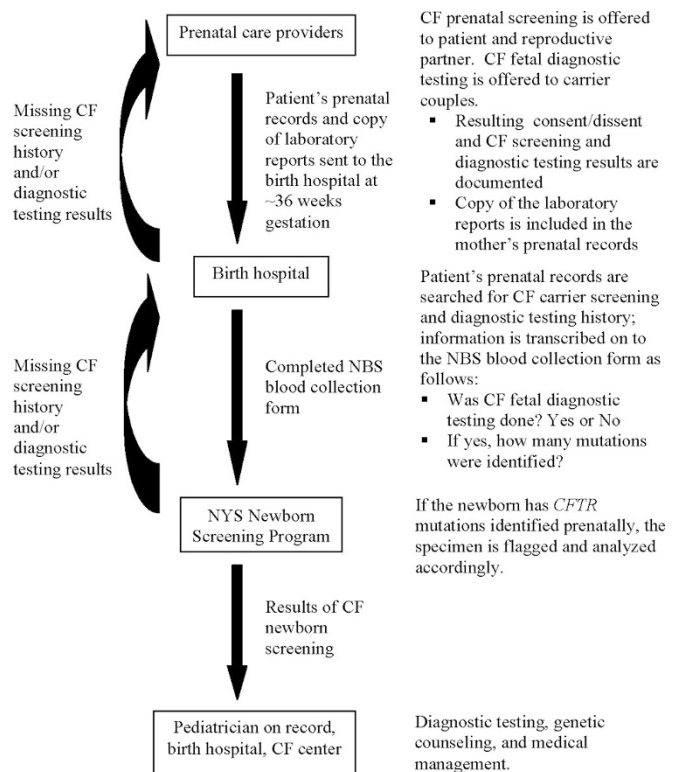 Prenatal care providers
CF prenatal screening is offered
to patient and reproductive
partner. CF fetal diagnostic
testing is offered to carrier
couples.
▪ Resulting consent/dissent
and CF screening and
diagnostic testing results are
documented
▪ Copy of the laboratory
reports is included in the
mother's prenatal records
Missing CF
screening
history
and/or
diagnostic
testing results
Patient's prenatal
records and copy
of laboratory
reports sent to the
birth hospital at
~36 weeks
gestation
Birth hospital
Patient's prenatal records are
searched for CF carrier screening
and diagnostic testing history;
information is transcribed on to
the NBS blood collection form as
follows:
▪ Was CF fetal diagnostic
testing done? Yes or No
▪ If yes, how many mutations
were identified?
Missing CF
screening
history
and/or
diagnostic
testing results
Completed NBS
blood collection
form
NYS Newborn
Screening Program
If the newborn has CFTR
mutations identified prenatally, the
specimen is flagged and analyzed
accordingly.
Results of CF
newborn
screening
Pediatrician on record,
birth hospital, CF center
Diagnostic testing, genetic
counseling, and medical
management.